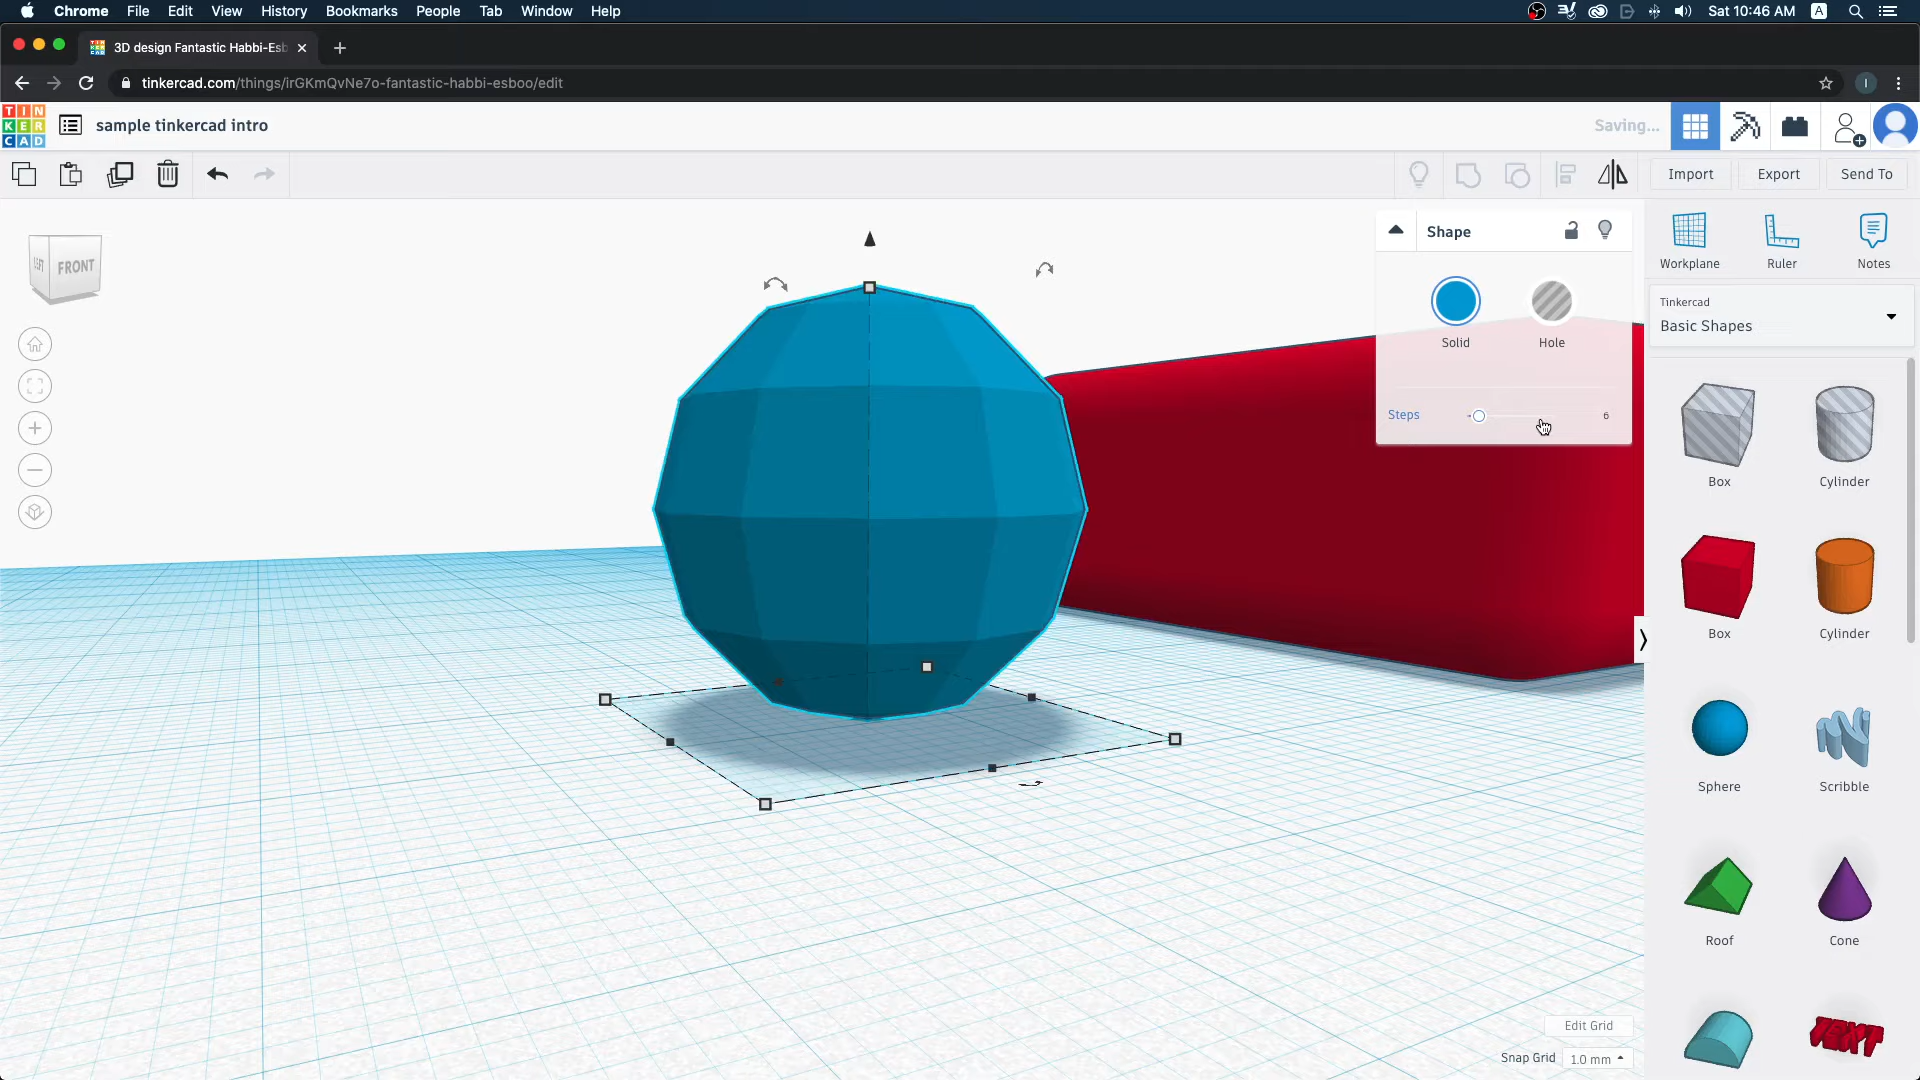 Chrome File Edit View History Bookmarks People Tab Window Help
Sat 10:46 AM A
3D design Fantastic Habbi-Esb
tinkercad.com/things/irGKmQvNe7o-fantastic-habbi-esboo/edit
I
TIN
KER
CAD
sample tinkercad intro
Saving...
Import Export Send To
LEFT FRONT
Shape
Solid Hole
Steps 6
Workplane Ruler Notes
Tinkercad
Basic Shapes
Box Cylinder
Box Cylinder
Sphere Scribble
Roof Cone
TEXT
Edit Grid
Snap Grid 1.0 mm